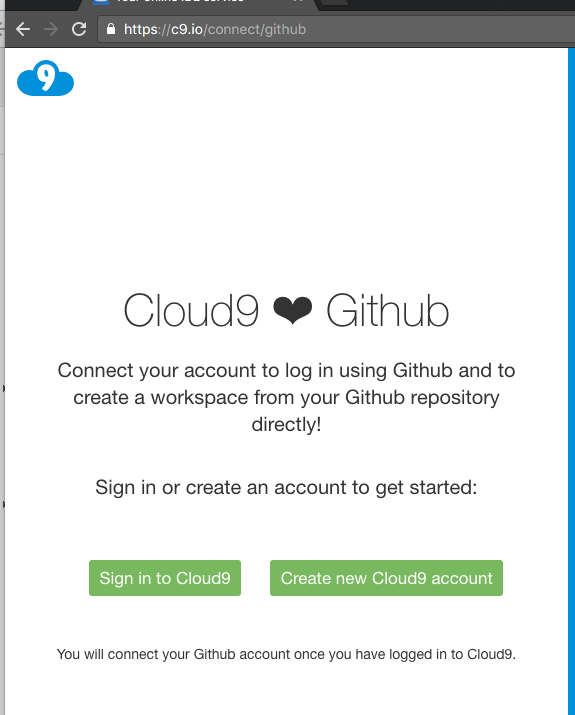 https://c9.io/connect/github
9
Cloud9 ❤ Github
Connect your account to log in using Github and to
create a workspace from your Github repository
directly!
Sign in or create an account to get started:
Sign in to Cloud9
Create new Cloud9 account
You will connect your Github account once you have logged in to Cloud9.